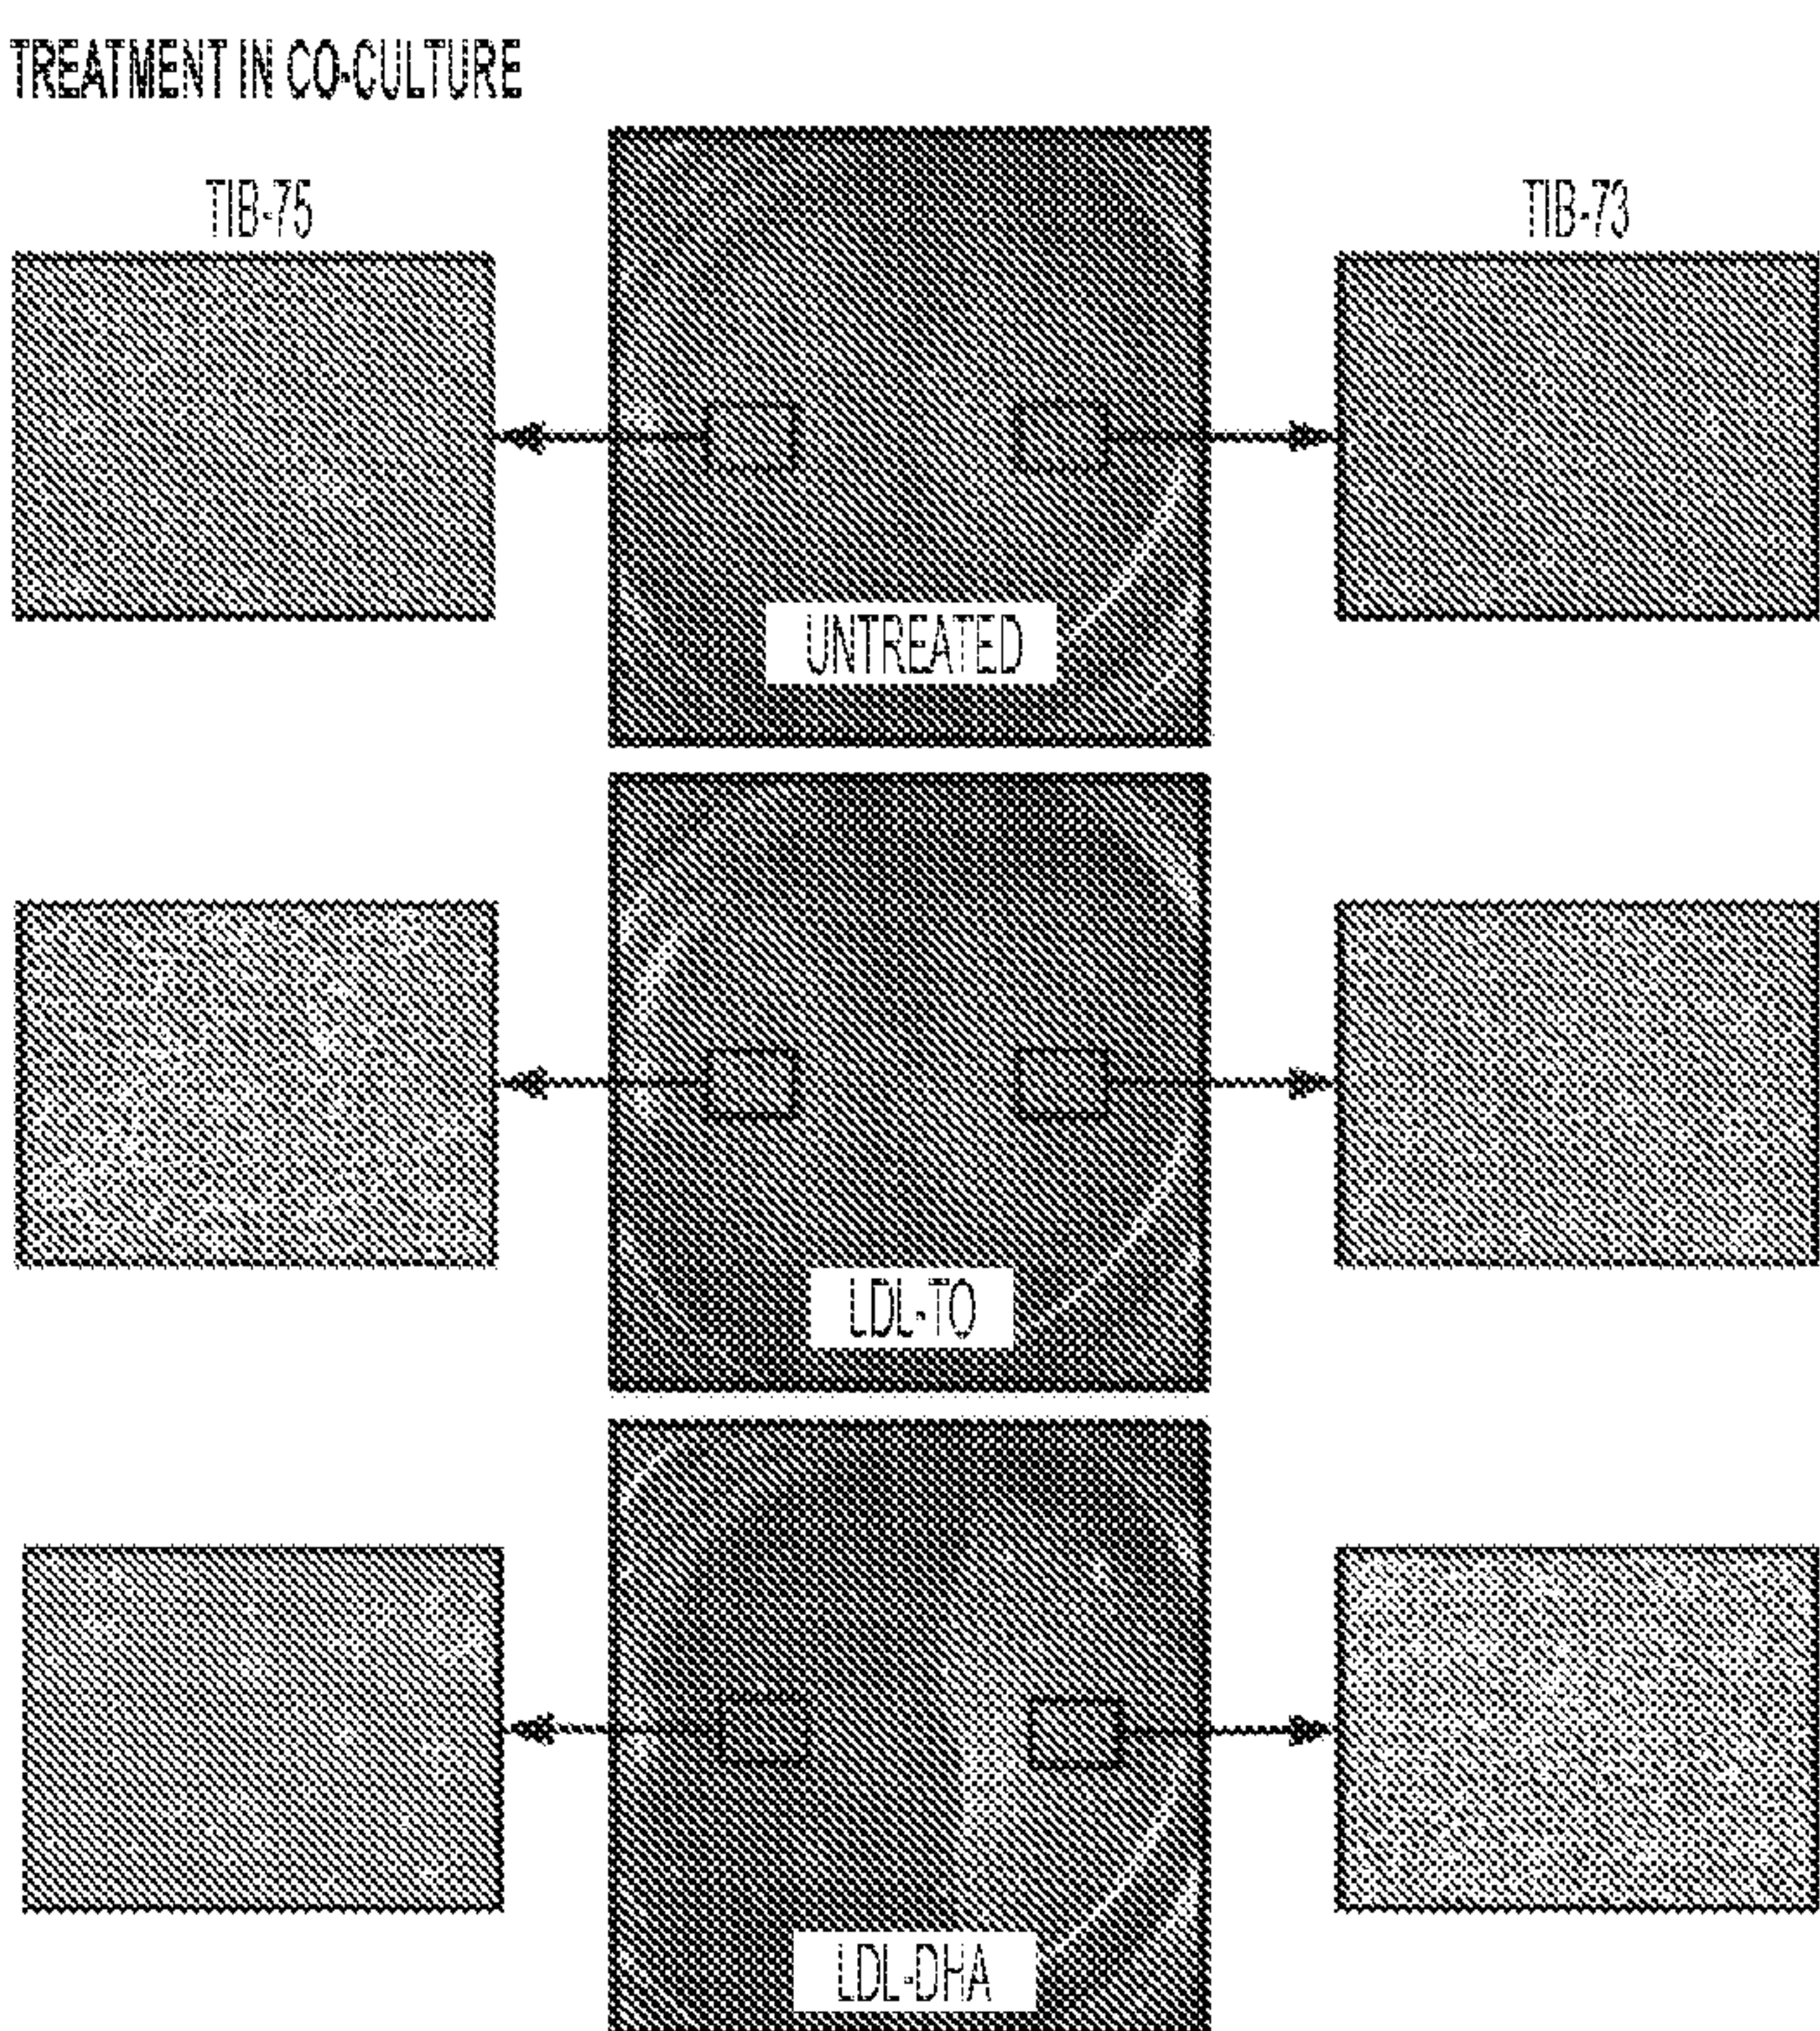 TREATMENT IN CO-CULTURE
TIB-75
TIB-73
UNTREATED
LDL-TO
LDL-DHA